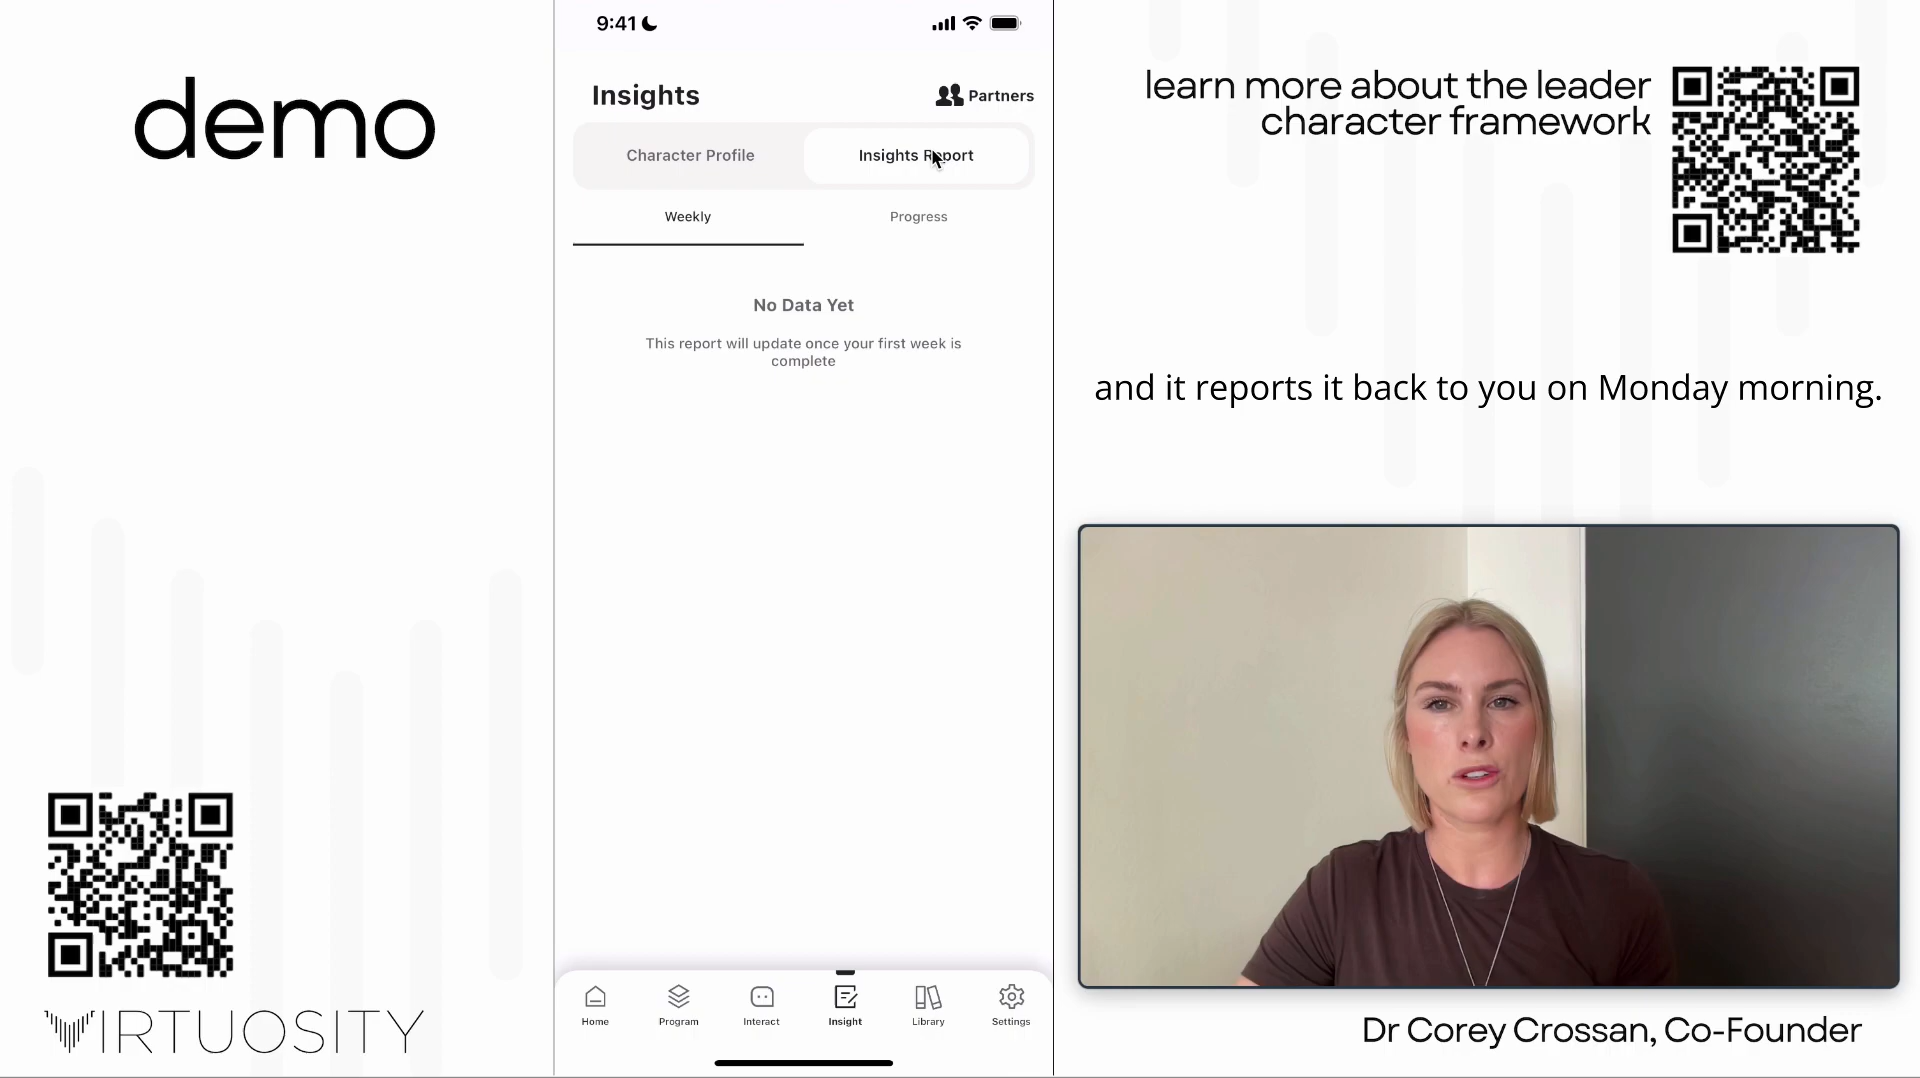 demo
VIRTUOSITY
9:41
Insights
Partners
Character Profile
Insights Report
Weekly
Progress
No Data Yet
This report will update once your first week is
complete
Home
Program
Interact
Insight
Library
Settings
learn more about the leader
character framework
and it reports it back to you on Monday morning.
Dr Corey Crossan, Co-Founder